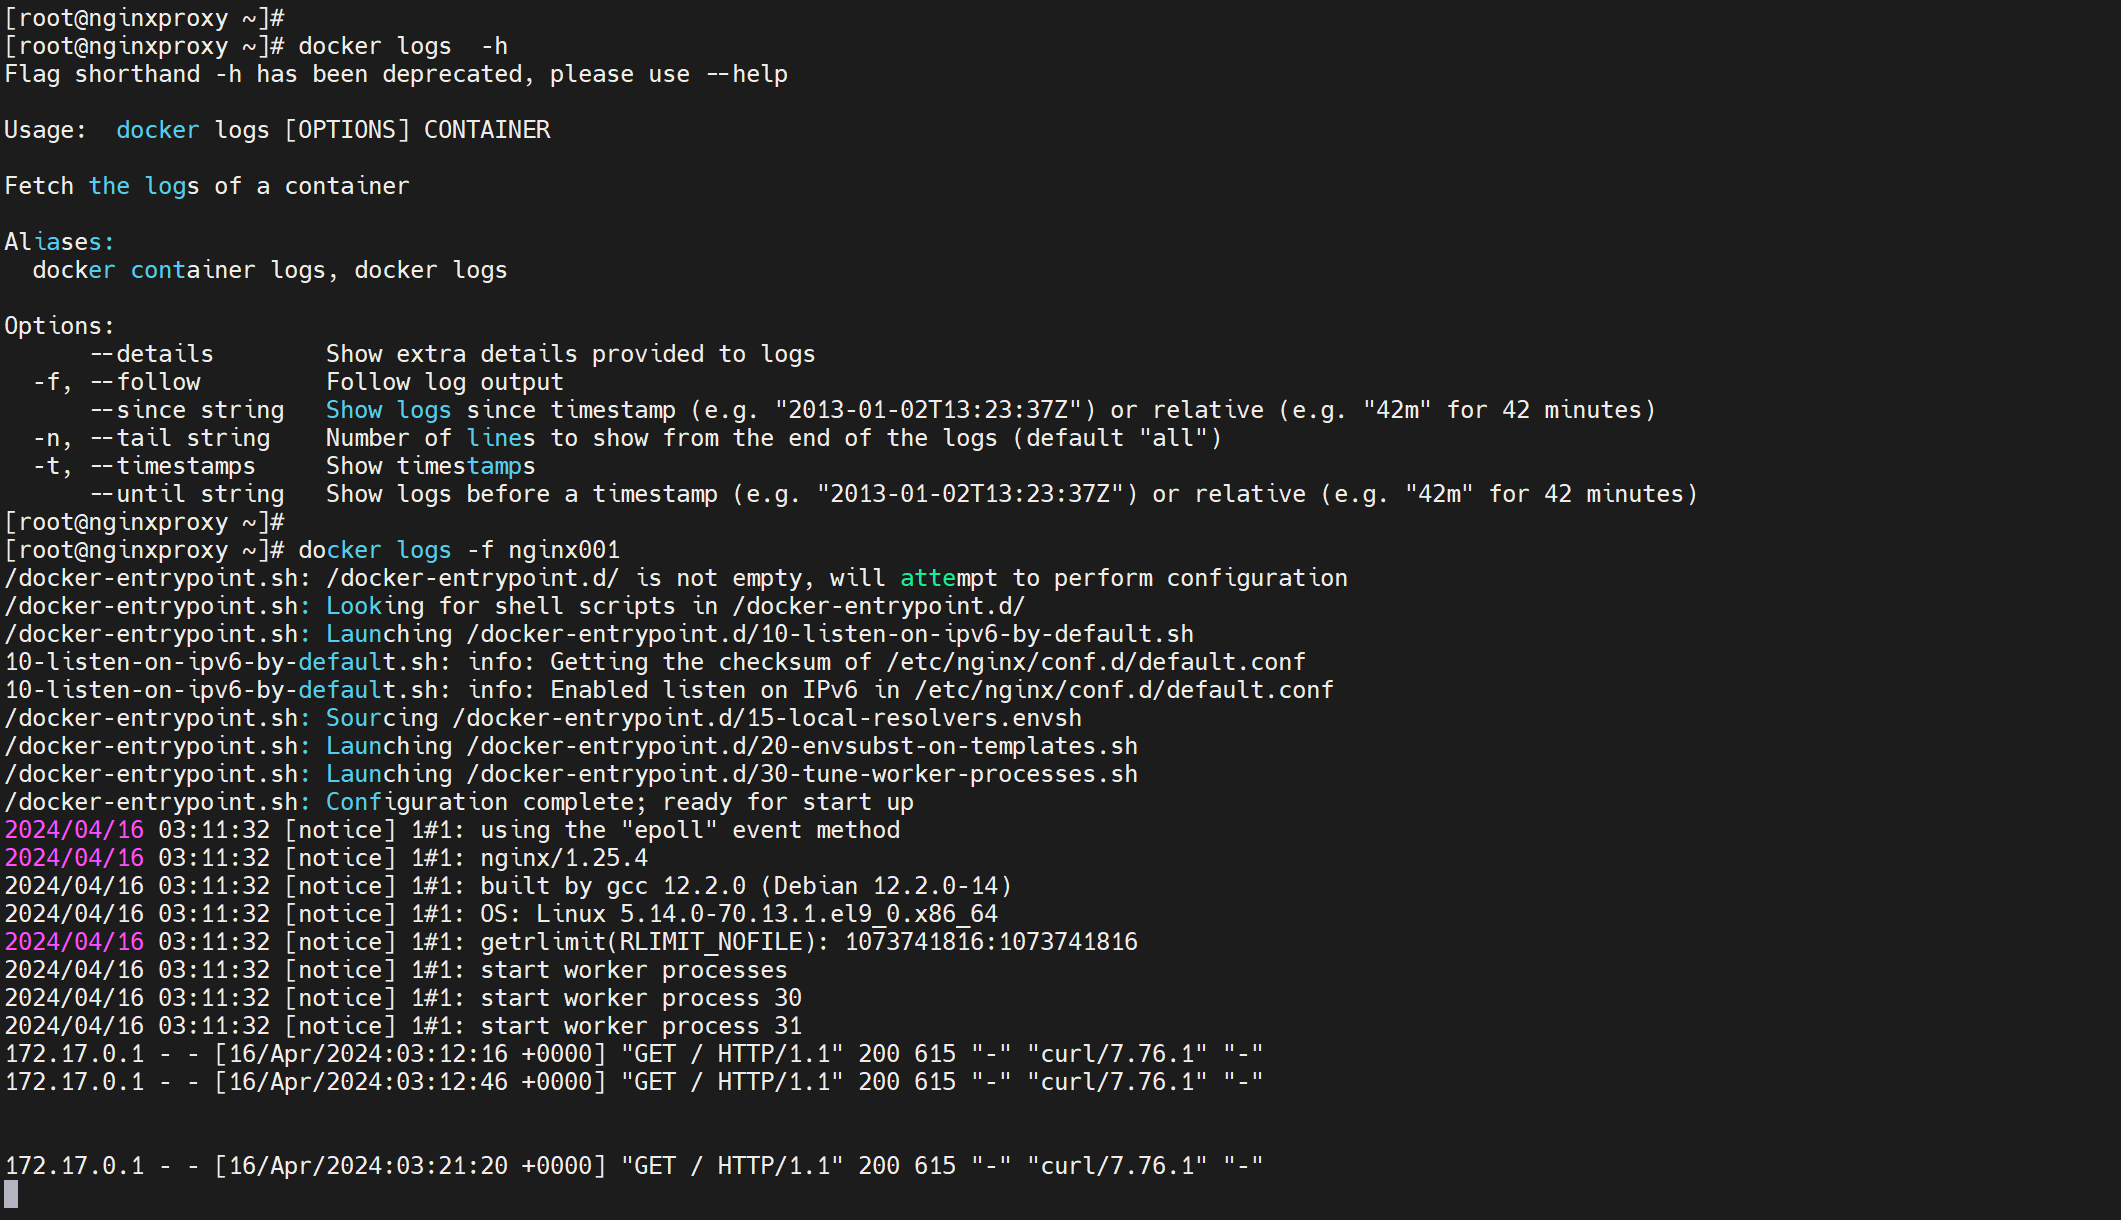 [root@nginxproxy ~]#
[root@nginxproxy ~]# docker logs  -h
Flag shorthand -h has been deprecated, please use --help

Usage:  docker logs [OPTIONS] CONTAINER

Fetch the logs of a container

Aliases:
  docker container logs, docker logs

Options:
      --details        Show extra details provided to logs
  -f, --follow         Follow log output
      --since string   Show logs since timestamp (e.g. "2013-01-02T13:23:37Z") or relative (e.g. "42m" for 42 minutes)
  -n, --tail string    Number of lines to show from the end of the logs (default "all")
  -t, --timestamps     Show timestamps
      --until string   Show logs before a timestamp (e.g. "2013-01-02T13:23:37Z") or relative (e.g. "42m" for 42 minutes)
[root@nginxproxy ~]#
[root@nginxproxy ~]# docker logs -f nginx001
/docker-entrypoint.sh: /docker-entrypoint.d/ is not empty, will attempt to perform configuration
/docker-entrypoint.sh: Looking for shell scripts in /docker-entrypoint.d/
/docker-entrypoint.sh: Launching /docker-entrypoint.d/10-listen-on-ipv6-by-default.sh
10-listen-on-ipv6-by-default.sh: info: Getting the checksum of /etc/nginx/conf.d/default.conf
10-listen-on-ipv6-by-default.sh: info: Enabled listen on IPv6 in /etc/nginx/conf.d/default.conf
/docker-entrypoint.sh: Sourcing /docker-entrypoint.d/15-local-resolvers.envsh
/docker-entrypoint.sh: Launching /docker-entrypoint.d/20-envsubst-on-templates.sh
/docker-entrypoint.sh: Launching /docker-entrypoint.d/30-tune-worker-processes.sh
/docker-entrypoint.sh: Configuration complete; ready for start up
2024/04/16 03:11:32 [notice] 1#1: using the "epoll" event method
2024/04/16 03:11:32 [notice] 1#1: nginx/1.25.4
2024/04/16 03:11:32 [notice] 1#1: built by gcc 12.2.0 (Debian 12.2.0-14)
2024/04/16 03:11:32 [notice] 1#1: OS: Linux 5.14.0-70.13.1.el9_0.x86_64
2024/04/16 03:11:32 [notice] 1#1: getrlimit(RLIMIT_NOFILE): 1073741816:1073741816
2024/04/16 03:11:32 [notice] 1#1: start worker processes
2024/04/16 03:11:32 [notice] 1#1: start worker process 30
2024/04/16 03:11:32 [notice] 1#1: start worker process 31
172.17.0.1 - - [16/Apr/2024:03:12:16 +0000] "GET / HTTP/1.1" 200 615 "-" "curl/7.76.1" "-"
172.17.0.1 - - [16/Apr/2024:03:12:46 +0000] "GET / HTTP/1.1" 200 615 "-" "curl/7.76.1" "-"


172.17.0.1 - - [16/Apr/2024:03:21:20 +0000] "GET / HTTP/1.1" 200 615 "-" "curl/7.76.1" "-"